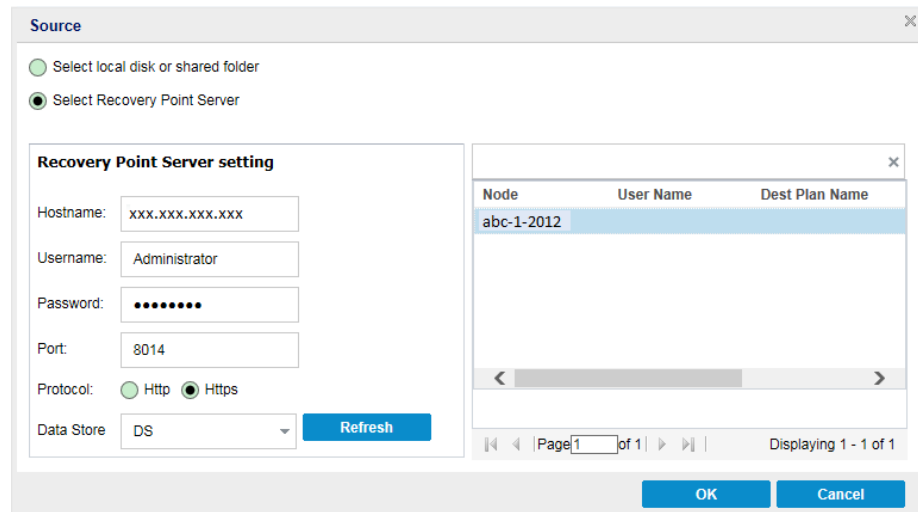 Source
Select local disk or shared folder
Select Recovery Point Server
Recovery Point Server setting
Hostname: xxx.xxx.xxx.xxx
Username: Administrator
Password: ••••••••
Port: 8014
Protocol: Http Https
Data Store DS Refresh
Node User Name Dest Plan Name
abc-1-2012
Page 1 of 1 Displaying 1 - 1 of 1
OK Cancel